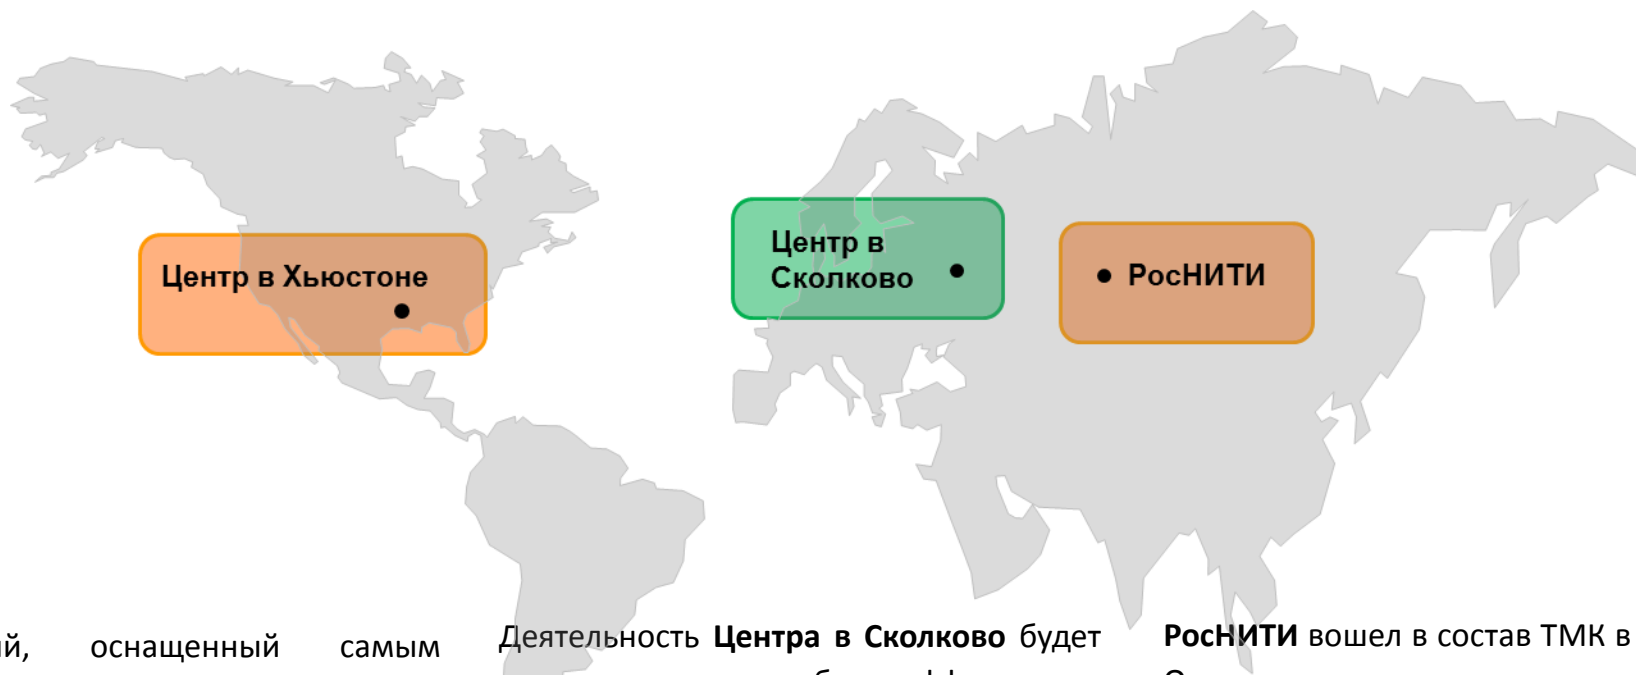 Центр в Хьюстоне
Центр в
Сколково
РосНИТИ
оснащенный самым
Деятельность Центра в Сколково будет
РосНИТИ вошел в состав ТМК в